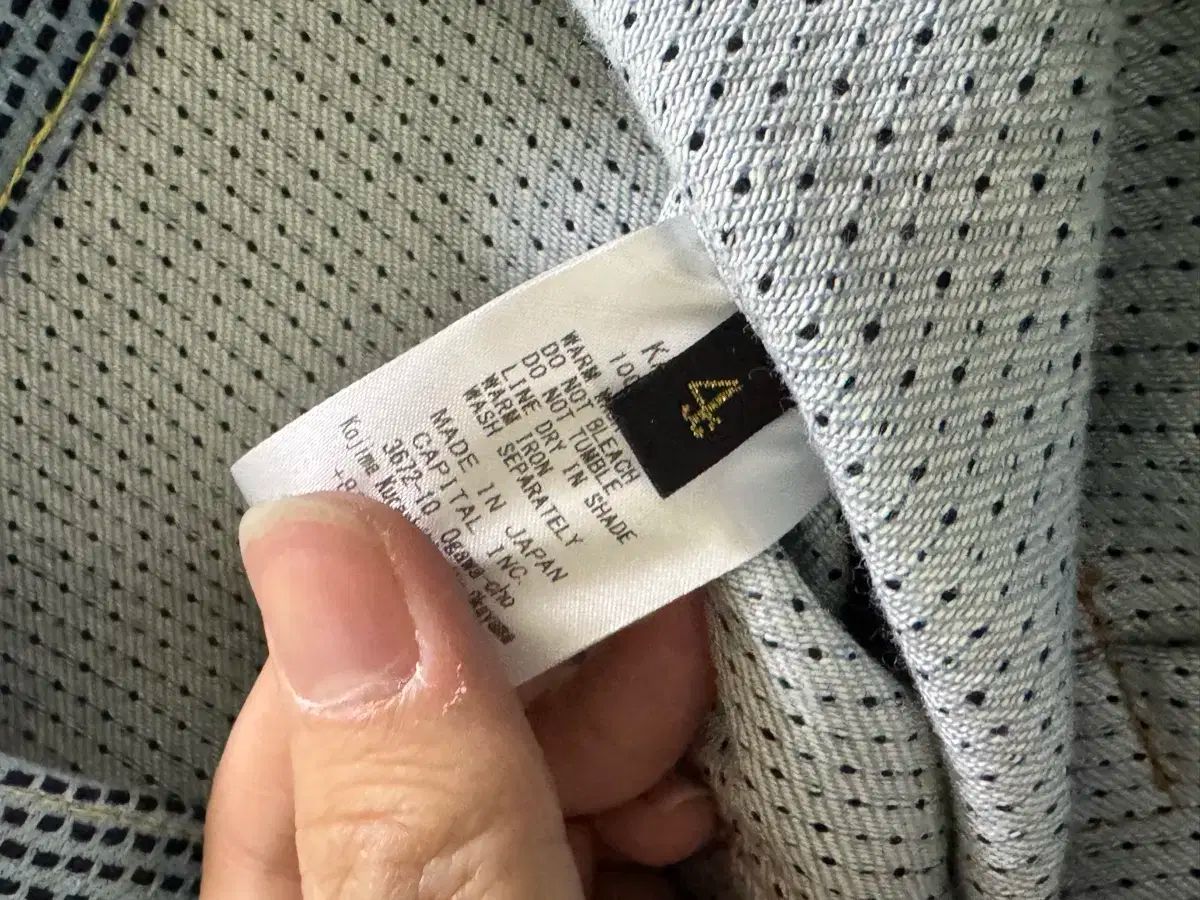 4
WARM
DO NOT BLEACH
DO NOT TUMBLE
LINE DRY IN SHADE
WARM IRON
WASH SEPARATELY
MADE IN JAPAN
CAPITAL INC.
3672-10 Ogawa-cho
Kojima